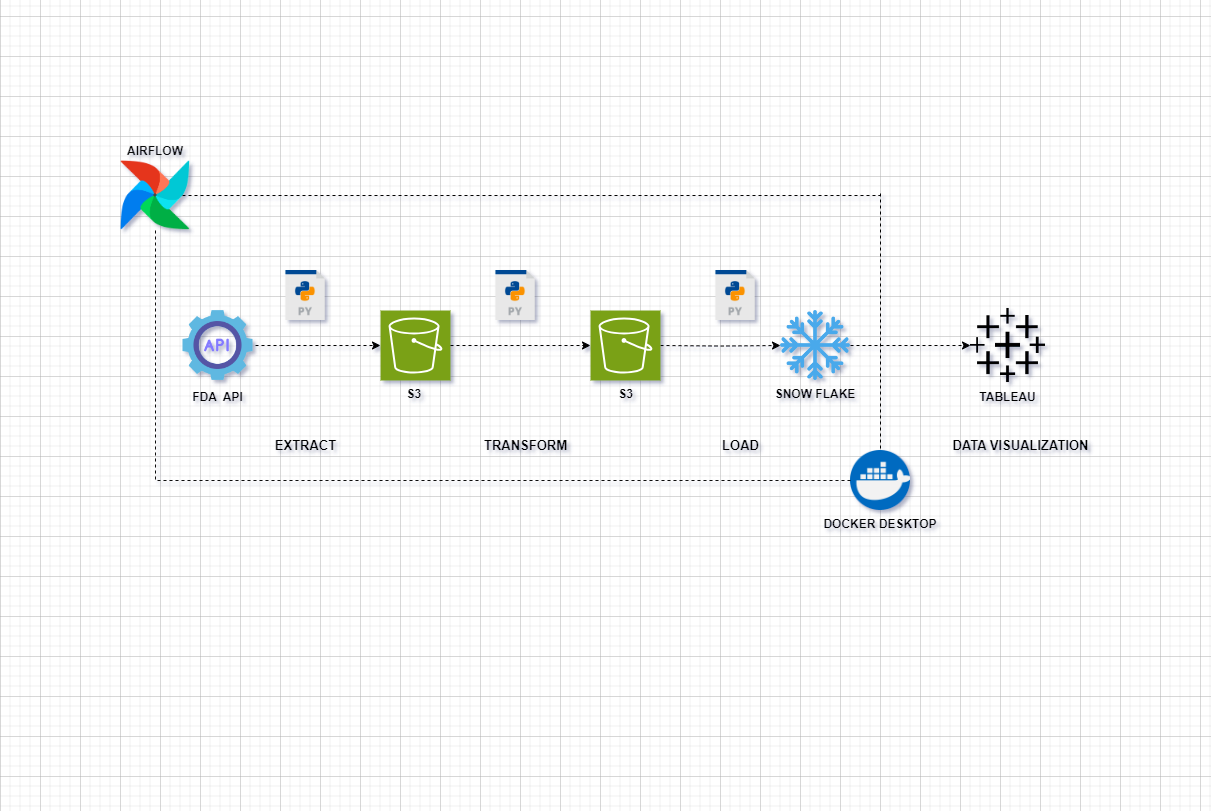 AIRFLOW
PY
PY
PY
API
FDA API
S3
S3
SNOW FLAKE
TABLEAU
EXTRACT
TRANSFORM
LOAD
DATA VISUALIZATION
DOCKER DESKTOP